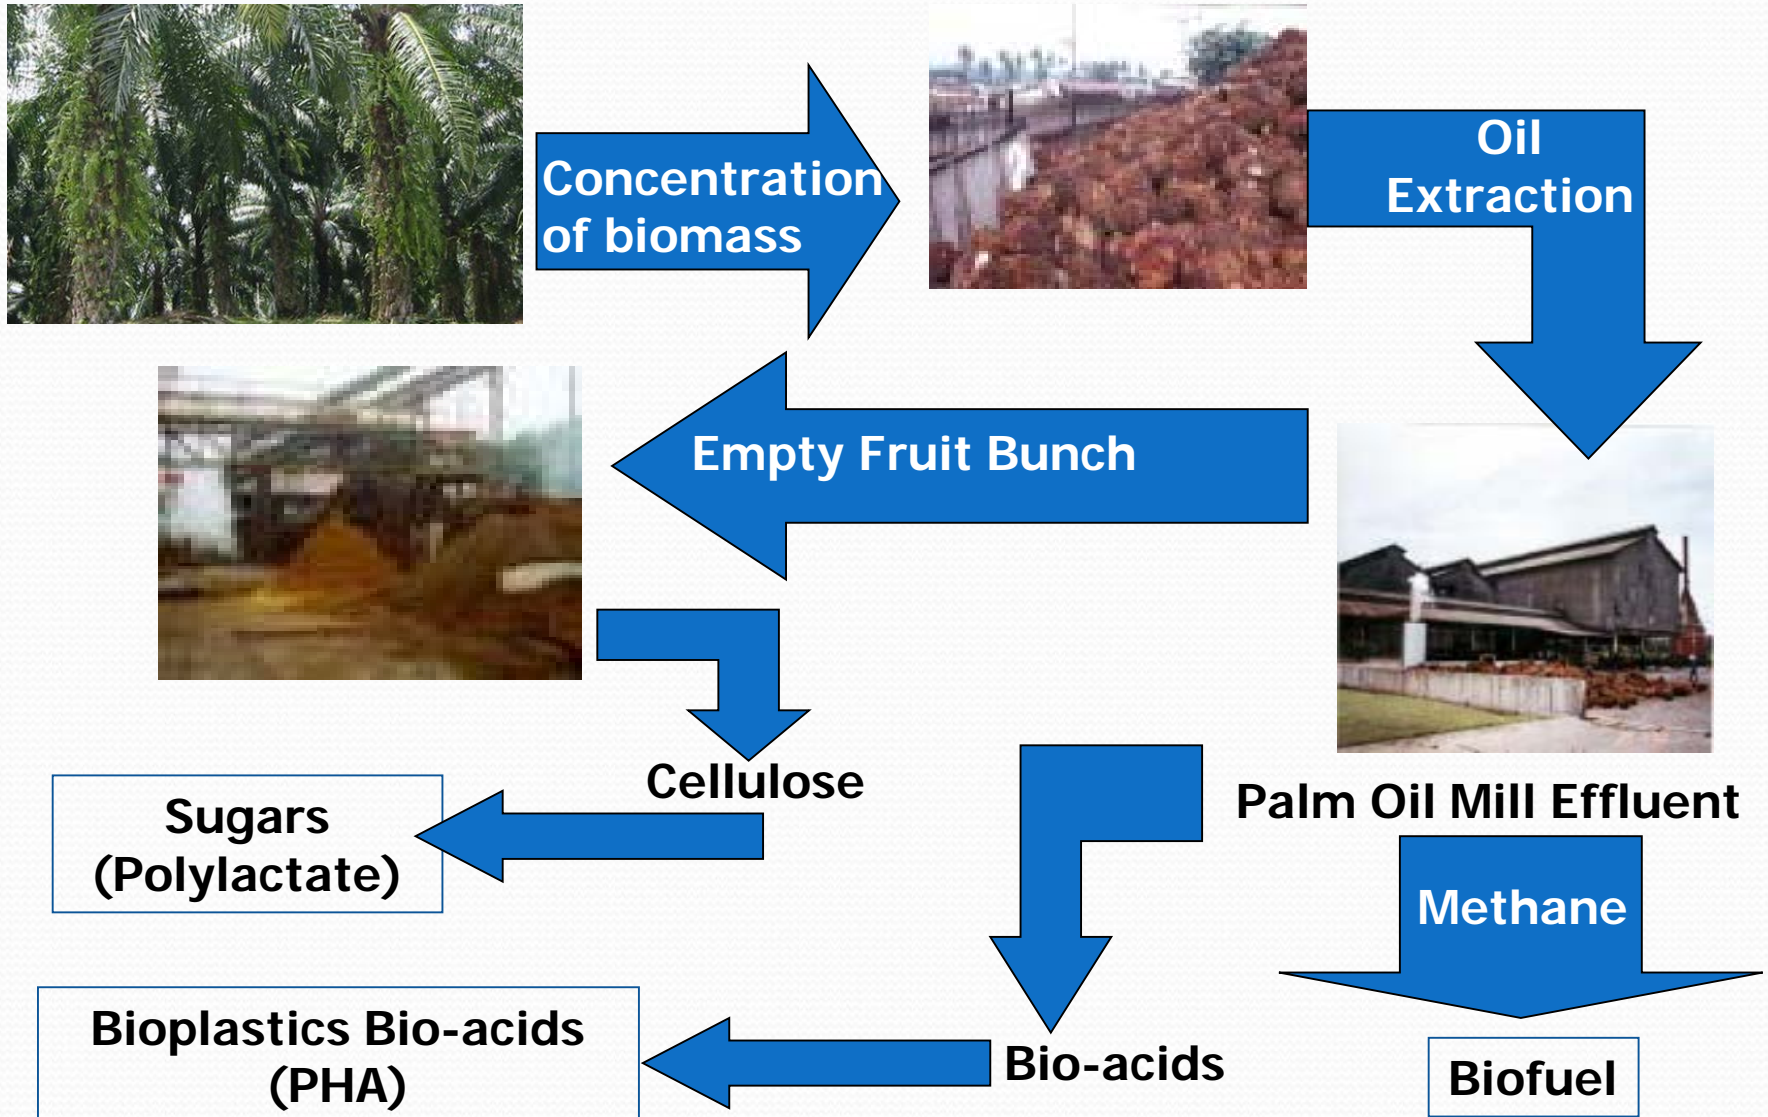 Concentration
of biomass
Oil
Extraction
Empty Fruit Bunch
Cellulose
Sugars
(Polylactate)
Palm Oil Mill Effluent
Methane
Bioplastics Bio-acids
(PHA)
Bio-acids
Biofuel